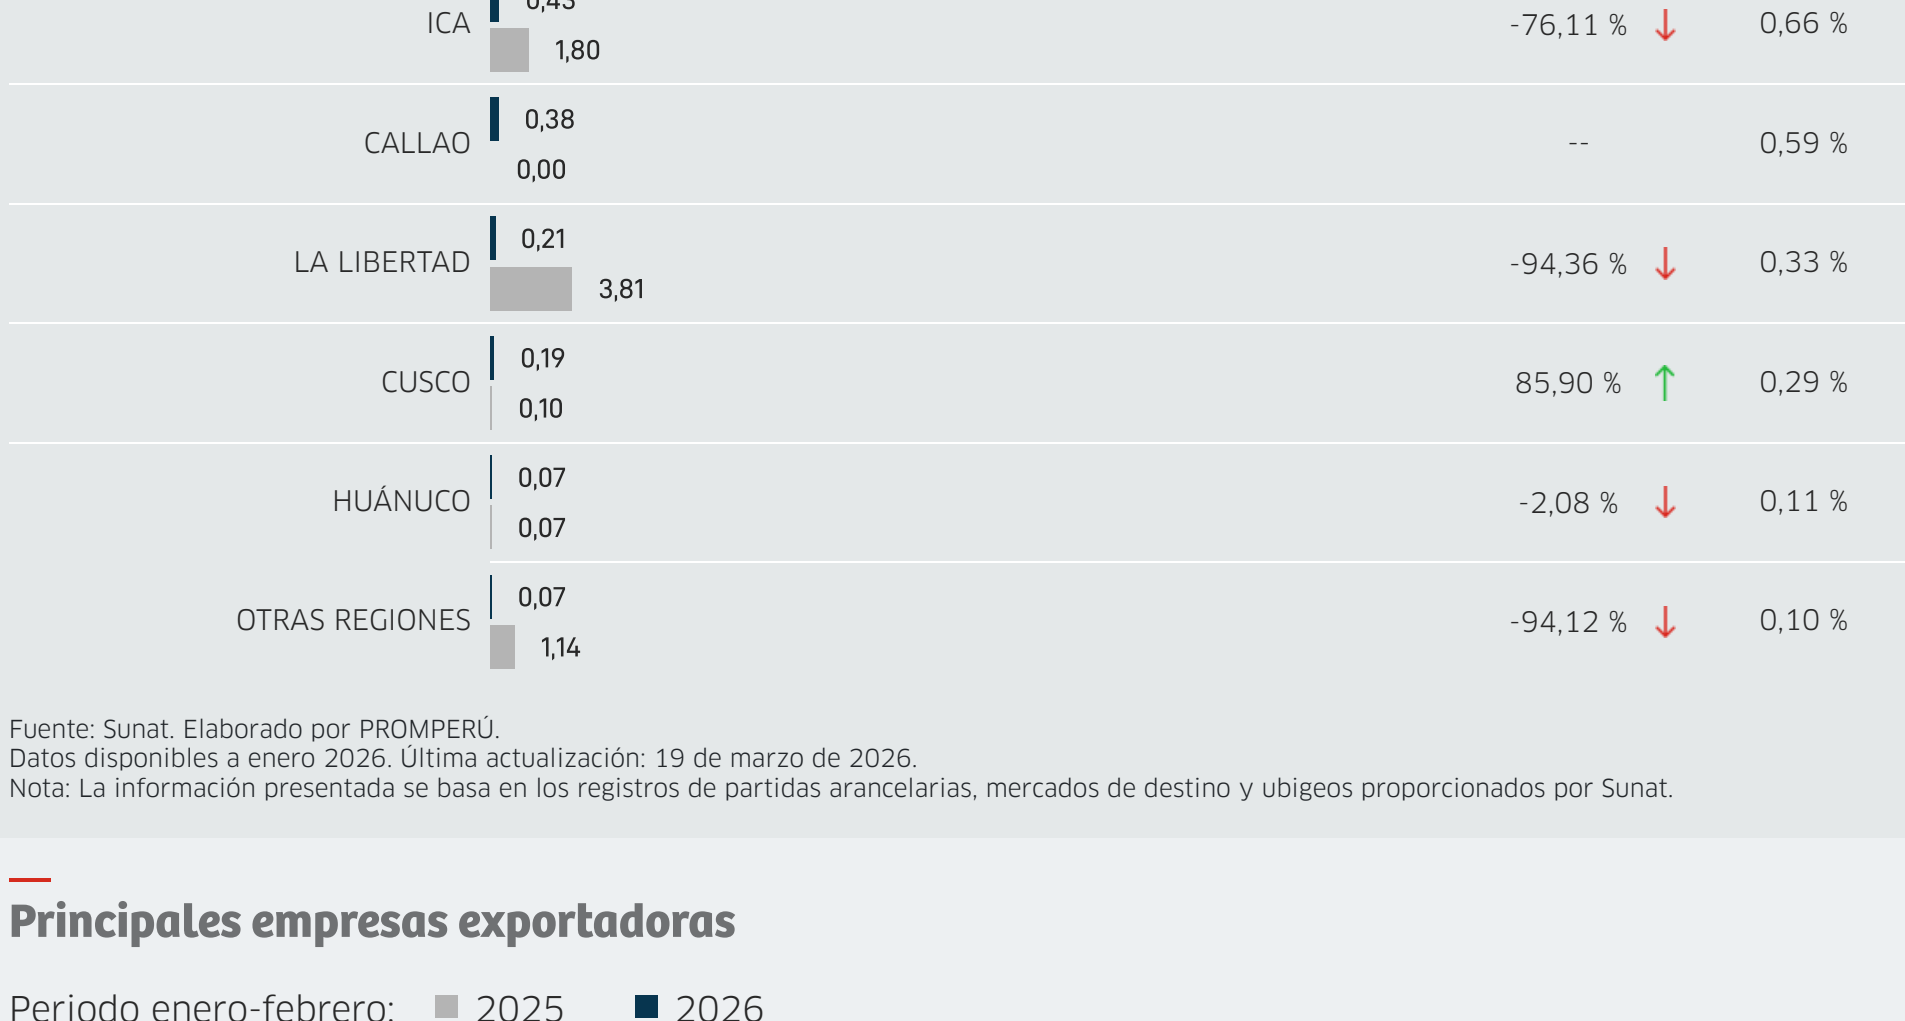 0,43
ICA
-76,11 %
0,66 %
1,80
0,38
CALLAO
--
0,59 %
0,00
0,21
LA LIBERTAD
-94,36 %
0,33 %
3,81
0,19
CUSCO
85,90 %
0,29 %
0,10
0,07
HUÁNUCO
-2,08 %
0,11 %
0,07
0,07
OTRAS REGIONES
-94,12 %
0,10 %
1,14
Fuente: Sunat. Elaborado por PROMPERÚ.
Datos disponibles a enero 2026. Última actualización: 19 de marzo de 2026.
Nota: La información presentada se basa en los registros de partidas arancelarias, mercados de destino y ubigeos proporcionados por Sunat.
Principales empresas exportadoras
Periodo enero-febrero: 2025 2026